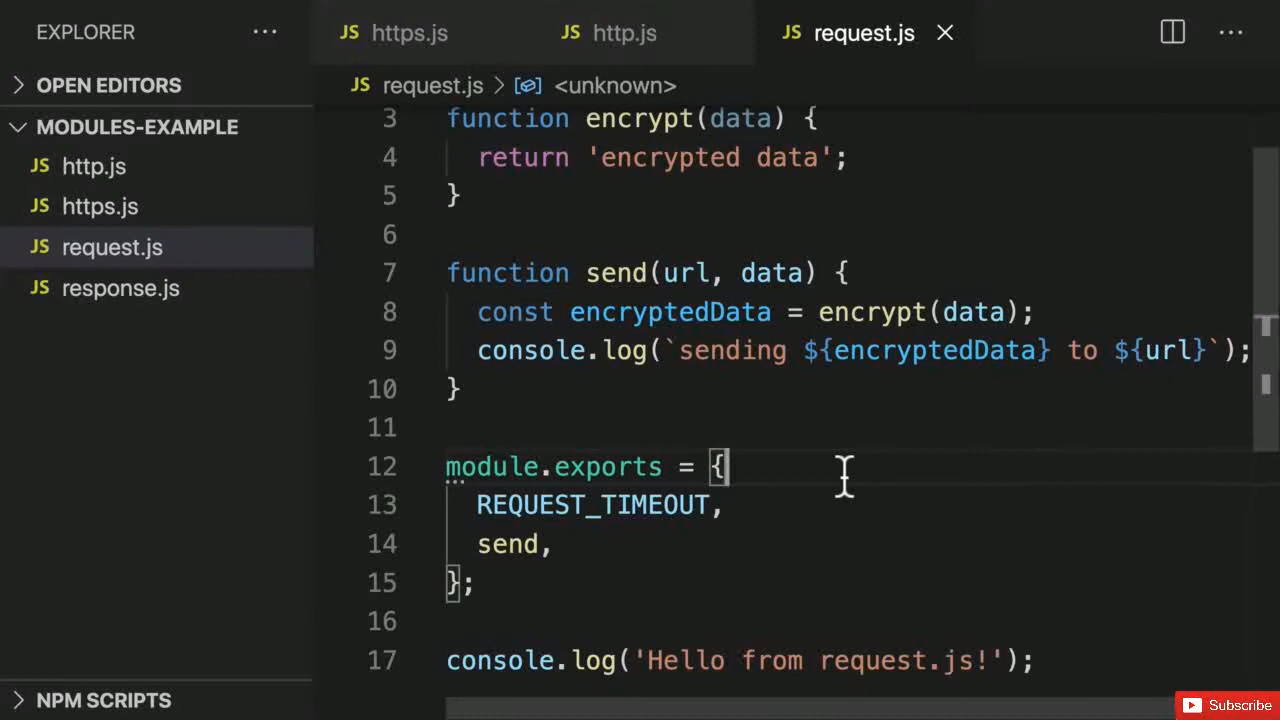 EXPLORER ...
JS https.js JS http.js JS request.js
OPEN EDITORS
JS request.js > <unknown>
MODULES-EXAMPLE
JS http.js
JS https.js
JS request.js
JS response.js
3 function encrypt(data) {
4 return 'encrypted data';
5 }
6
7 function send(url, data) {
8 const encryptedData = encrypt(data);
9 console.log(`sending ${encryptedData} to ${url}`);
10 }
11
12 module.exports = {
13 REQUEST_TIMEOUT,
14 send,
15 };
16
17 console.log('Hello from request.js!');
NPM SCRIPTS
Subscribe